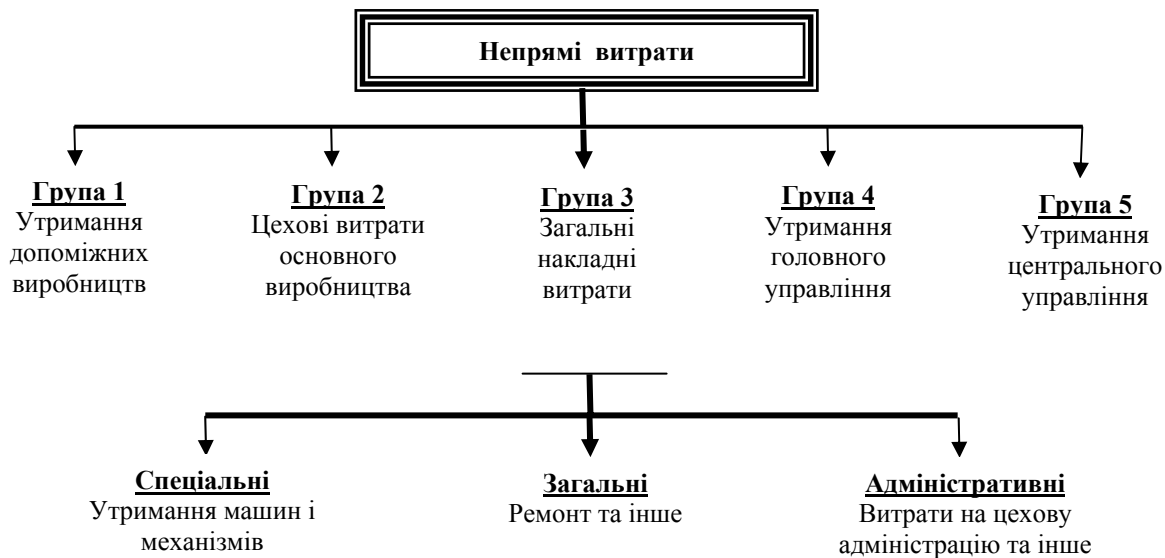 Непрямі витрати
Група 1
Утримання
допоміжних
виробництв
Група 2
Цехові витрати
основного
виробництва
Група 3
Загальні
накладні
витрати
Група 4
Утримання
головного
управління
Група 5
Утримання
центрального
управління
Спеціальні
Утримання машин і
механізмів
Загальні
Ремонт та інше
Адміністративні
Витрати на цехову
адміністрацію та інше